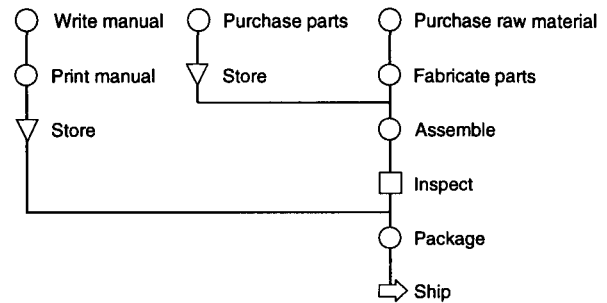 Write manual
Purchase parts
Purchase raw material
Print manual
Store
Fabricate parts
Store
Assemble
Inspect
Package
Ship